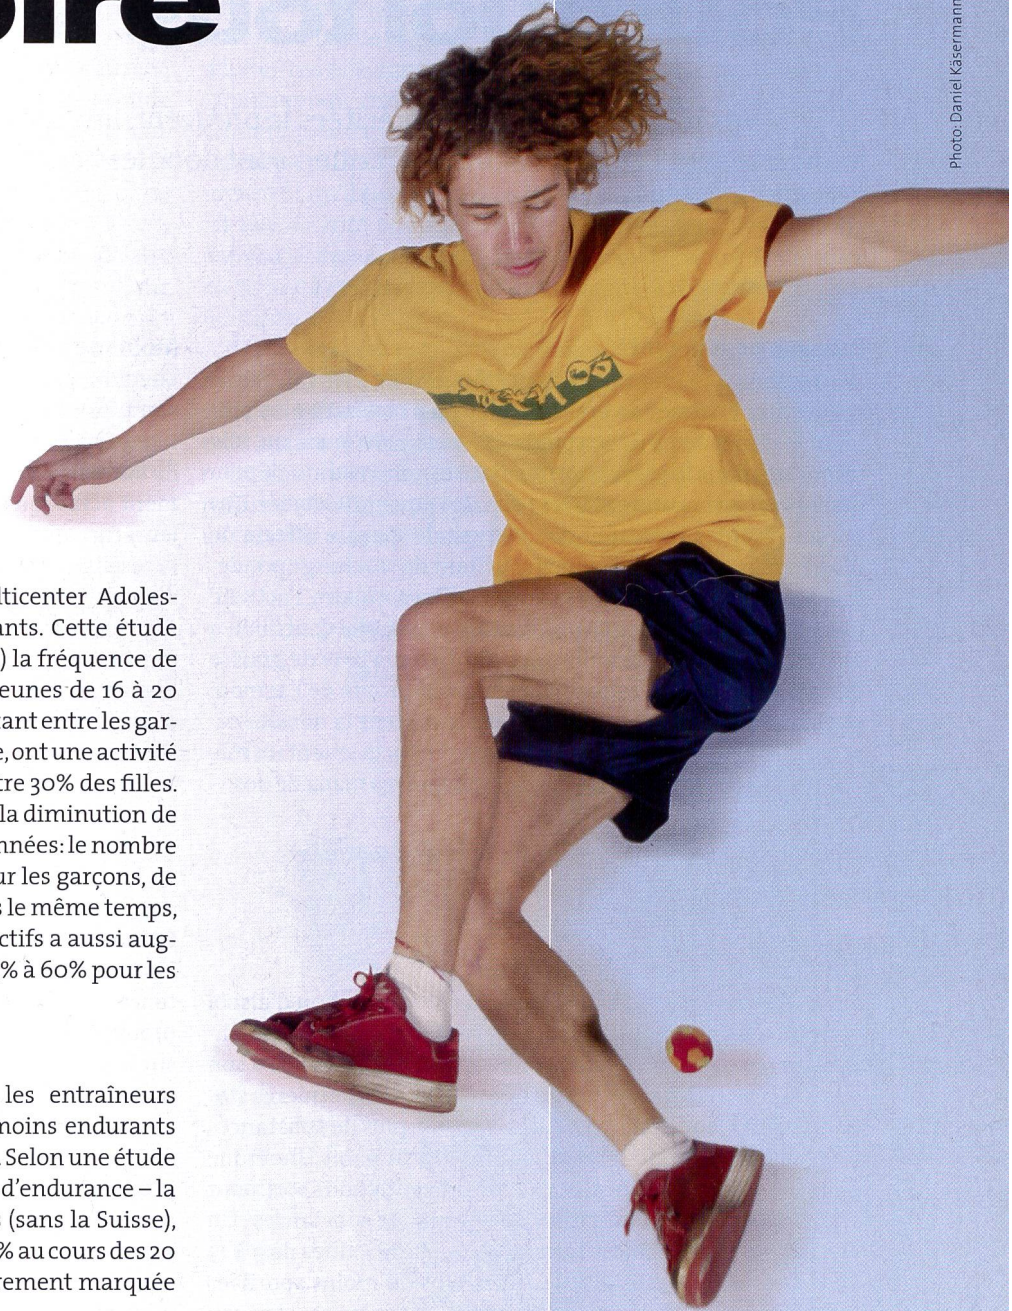 oire
Photo: Daniel Käsermann
lticenter Adoles-
ants. Cette étude
) la fréquence de
eunes de 16 à 20
tant entre les gar-
e, ont une activité
tre 30% des filles.
la diminution de
nnées: le nombre
ur les garçons, de
s le même temps,
ctifs a aussi aug-
% à 60% pour les
les entraîneurs
moins endurants
. Selon une étude
d’endurance – la
s (sans la Suisse),
% au cours des 20
rement marquée